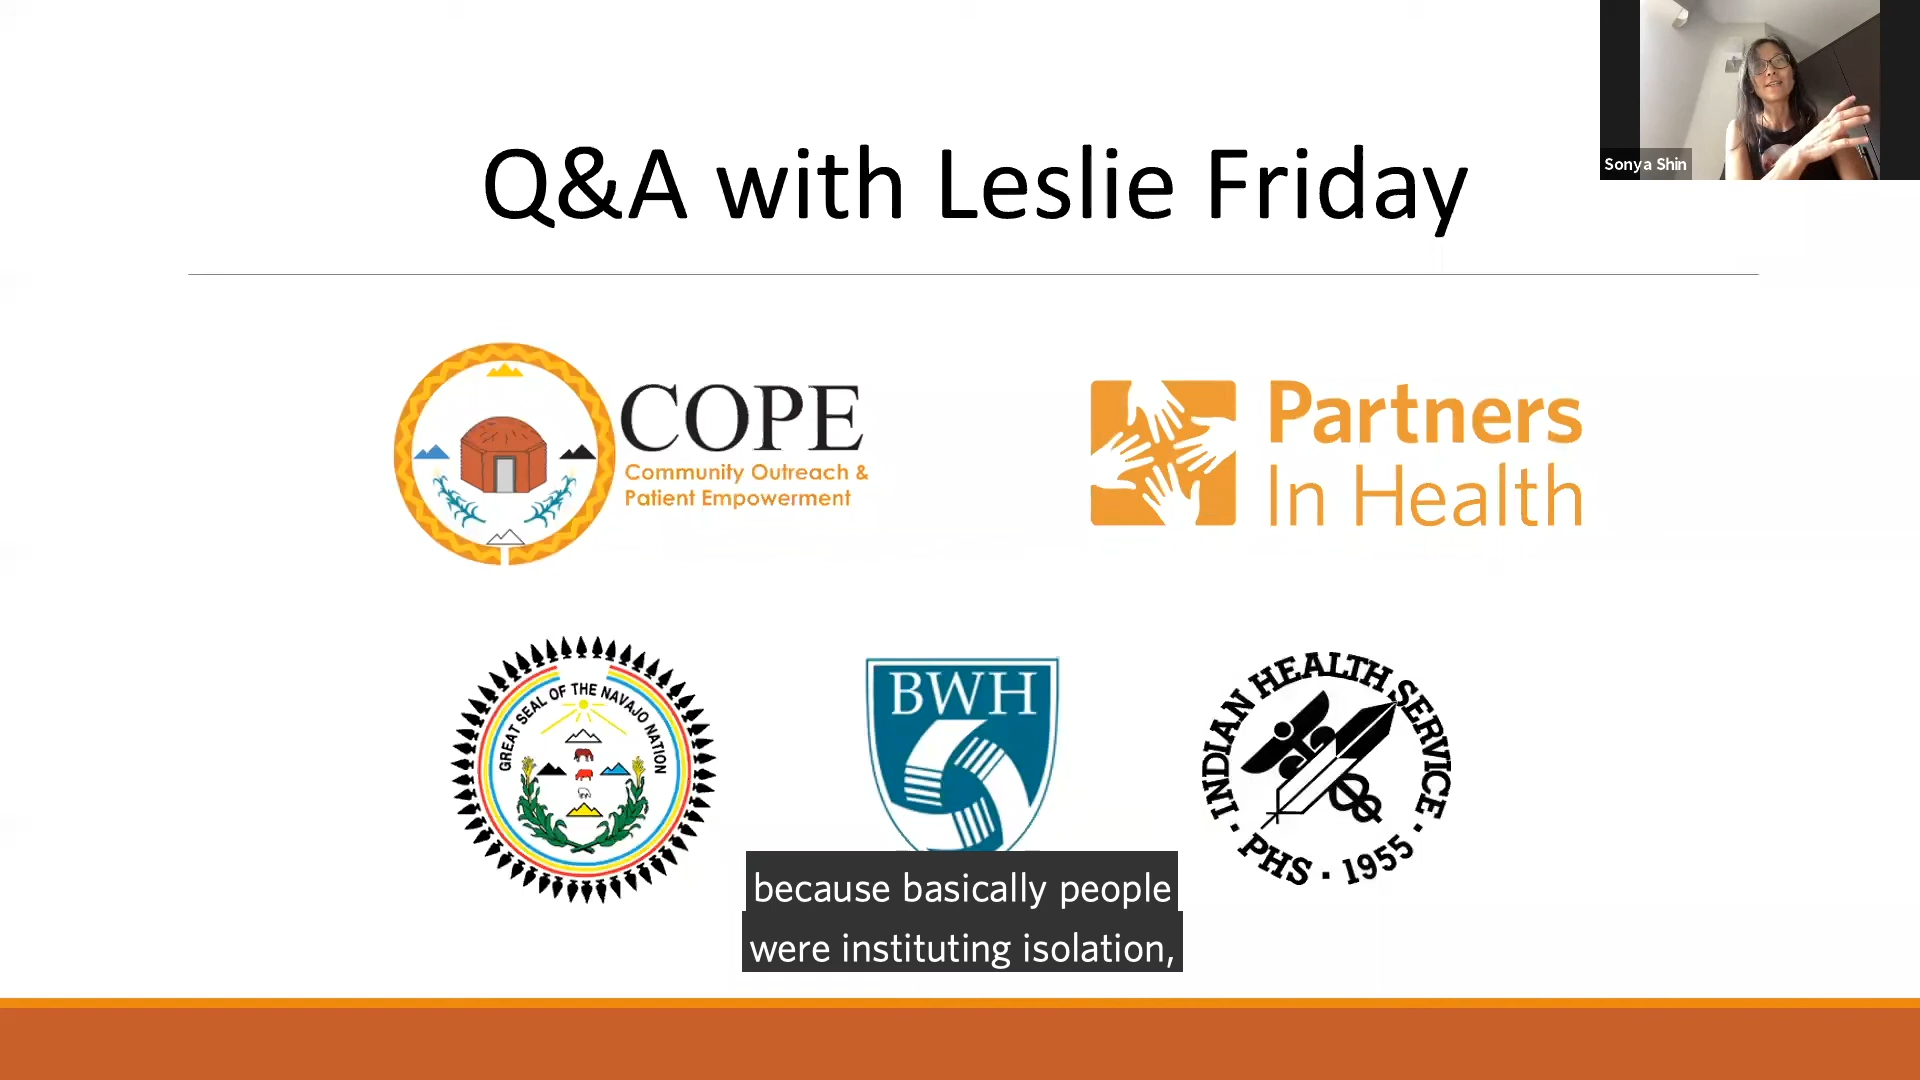 Sonya Shin
Q&A with Leslie Friday
COPE
Community Outreach &
Patient Empowerment
Partners
In Health
GREAT SEAL OF THE NAVAJO NATION
BWH
INDIAN HEALTH SERVICE
PHS · 1955
because basically people
were instituting isolation,